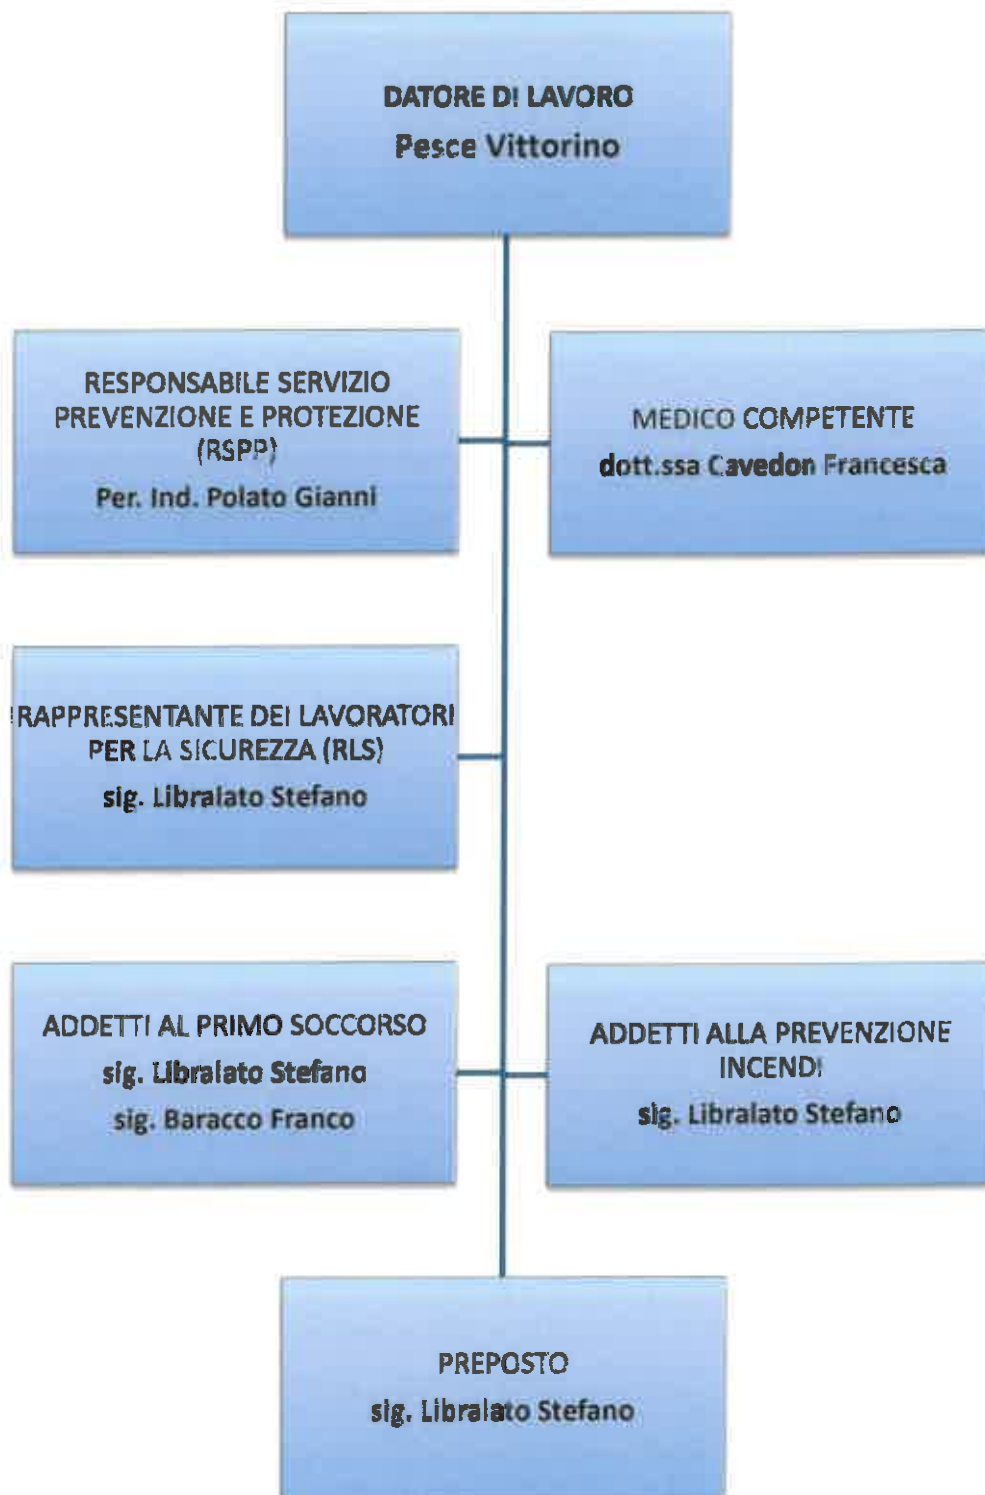 DATORE DI LAVORO
Pesce Vittorino
RESPONSABILE SERVIZIO
PREVENZIONE E PROTEZIONE
(RSPP)
Per. Ind. Polato Gianni
MEDICO COMPETENTE
dott.ssa Cavedon Francesca
RAPPRESENTANTE DEI LAVORATORI
PER LA SICUREZZA (RLS)
sig. Libralato Stefano
ADDETTI AL PRIMO SOCCORSO
sig. Libralato Stefano
sig. Baracco Franco
ADDETTI ALLA PREVENZIONE
INCENDI
sig. Libralato Stefano
PREPOSTO
sig. Libralato Stefano